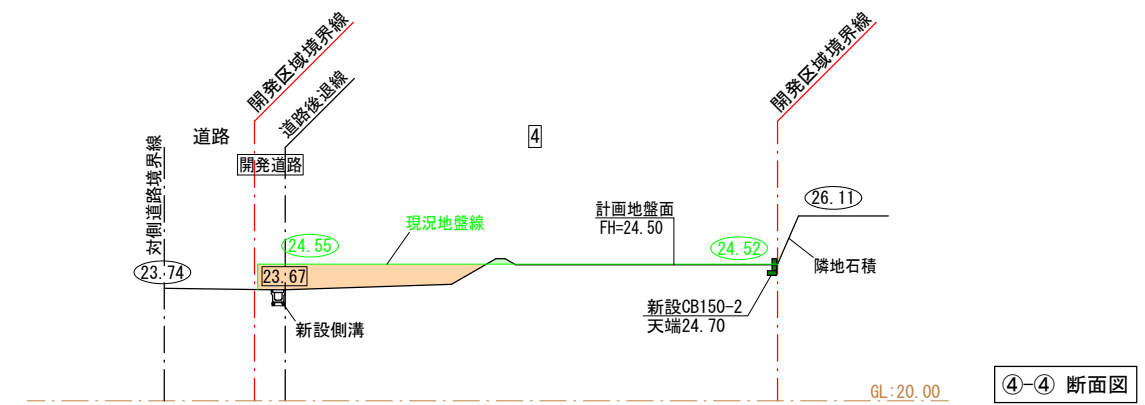 開発区域境界線
道路後退線
道路
開発道路
対側道路境界線
4
開発区域境界線
26.11
現況地盤線
計画地盤面
FH=24.50
24.55
24.52
23.74
23.67
隣地石積
新設側溝
新設CB150-2
天端24.70
GL:20.00
④-④ 断面図